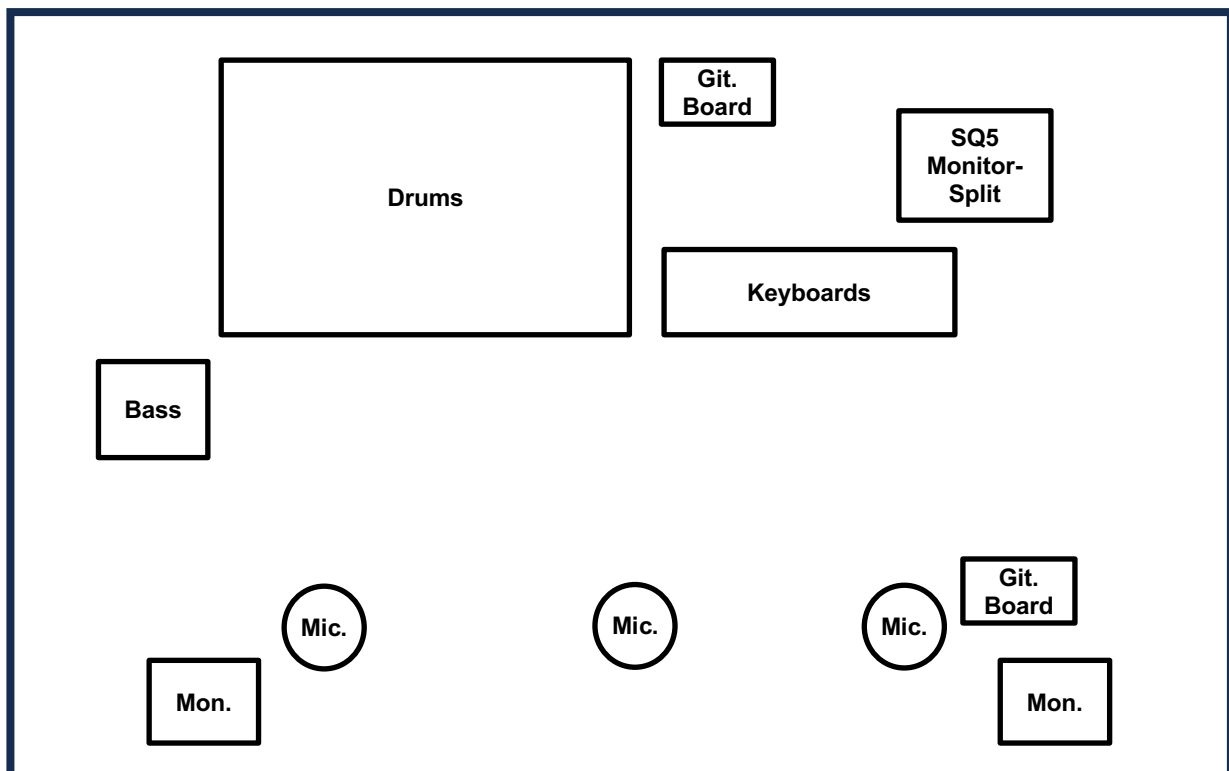 Git.
Board
SQ5
Monitor-
Split
Drums
Keyboards
Bass
Git.
Board
Mic.
Mic.
Mic.
Mon.
Mon.